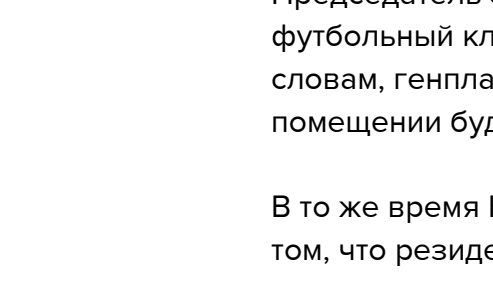 Председатель
футбольный
словам,
помещении
В то же время
том, что